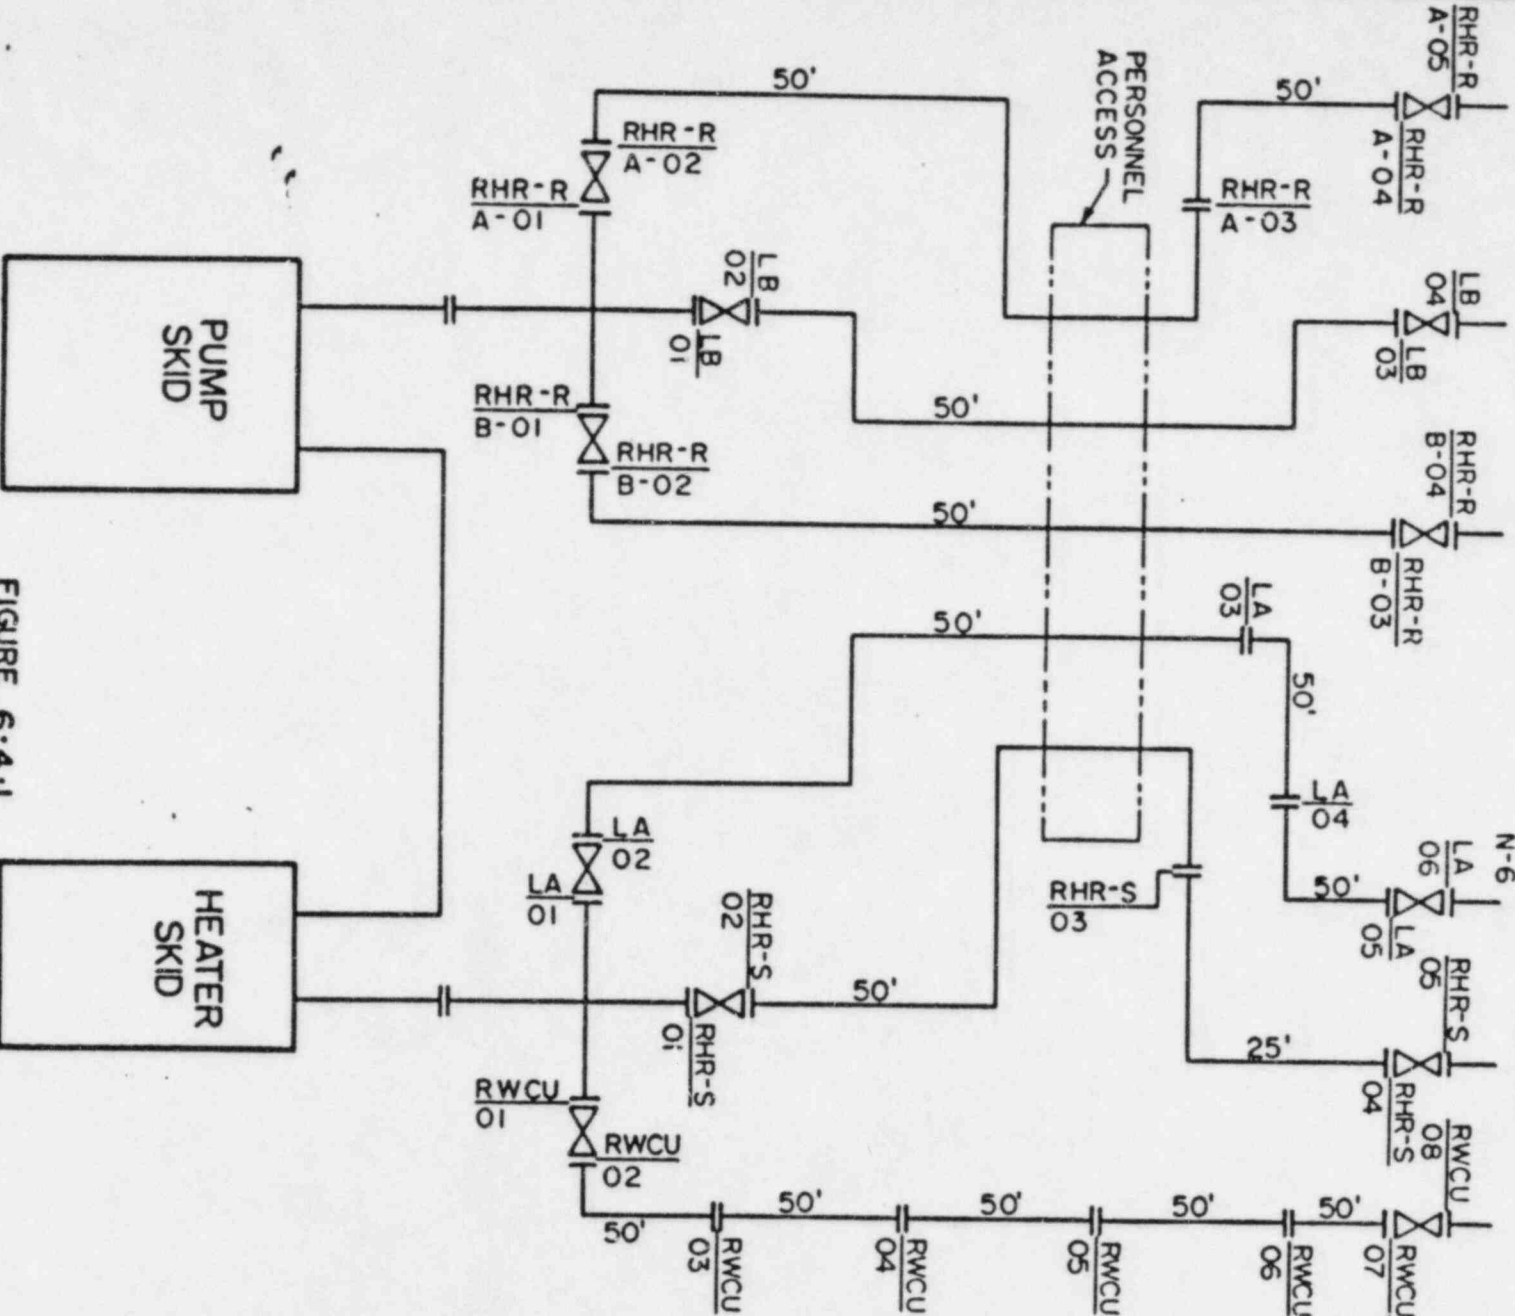 RHR-R
A-05
RHR-R
A-04
50'
50'
PERSONNEL
ACCESS
RHR-R
A-02
RHR-R
A-01
RHR-R
A-03
LB
02
LB
01
LB
04
LB
03
PUMP
SKID
RHR-R
B-01
RHR-R
B-02
50'
50'
RHR-R
B-04
RHR-R
B-03
LA
03
50'
50'
FIGURE 6.4.1
LA
02
LA
01
LA
04
N-6
LA
06
LA
05
50'
RHR-S
03
HEATER
SKID
RHR-S
02
RHR-S
01
50'
RHR-S
05
RHR-S
04
25'
RWCU
01
RWCU
02
RWCU
08
RWCU
07
50'
50'
50'
50'
50'
RWCU
03
RWCU
04
RWCU
05
RWCU
06